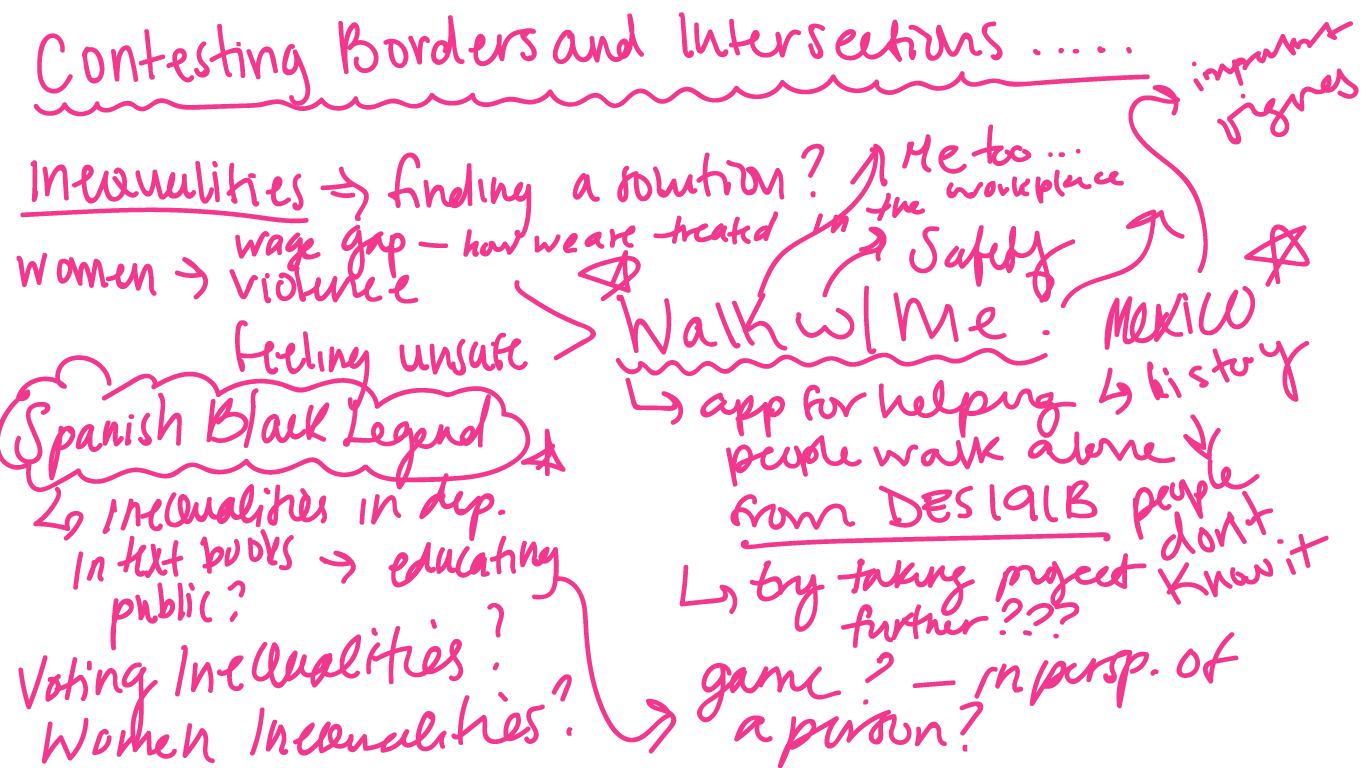 Contesting Borders and Intersections .....
important
figures
Inequalities → finding a solution?
Me too ...
in the workplace
women → wage gap – how we are treated
violence
Safety
feeling unsafe
Walk w/ Me :
Mexico
↳ history
↳ app for helping
people walk alone
from DES191B
people
dont
know it
↳ try taking project
further???
Spanish Black Legend
↳ inequalities in dep.
in text books → educating
public?
Voting Inequalities?
Women Inequalities?
game? – in persp. of
a person?